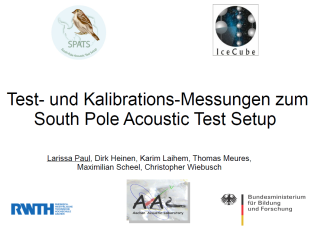 SPATS
IceCube
Test- und Kalibrations-Messungen zum
South Pole Acoustic Test Setup
Larissa Paul, Dirk Heinen, Karim Laihem, Thomas Meures,
Maximilian Scheel, Christopher Wiebusch
RWTH
AAL
Aachen Acoustic Laboratory
Bundesministerium
für Bildung
und Forschung